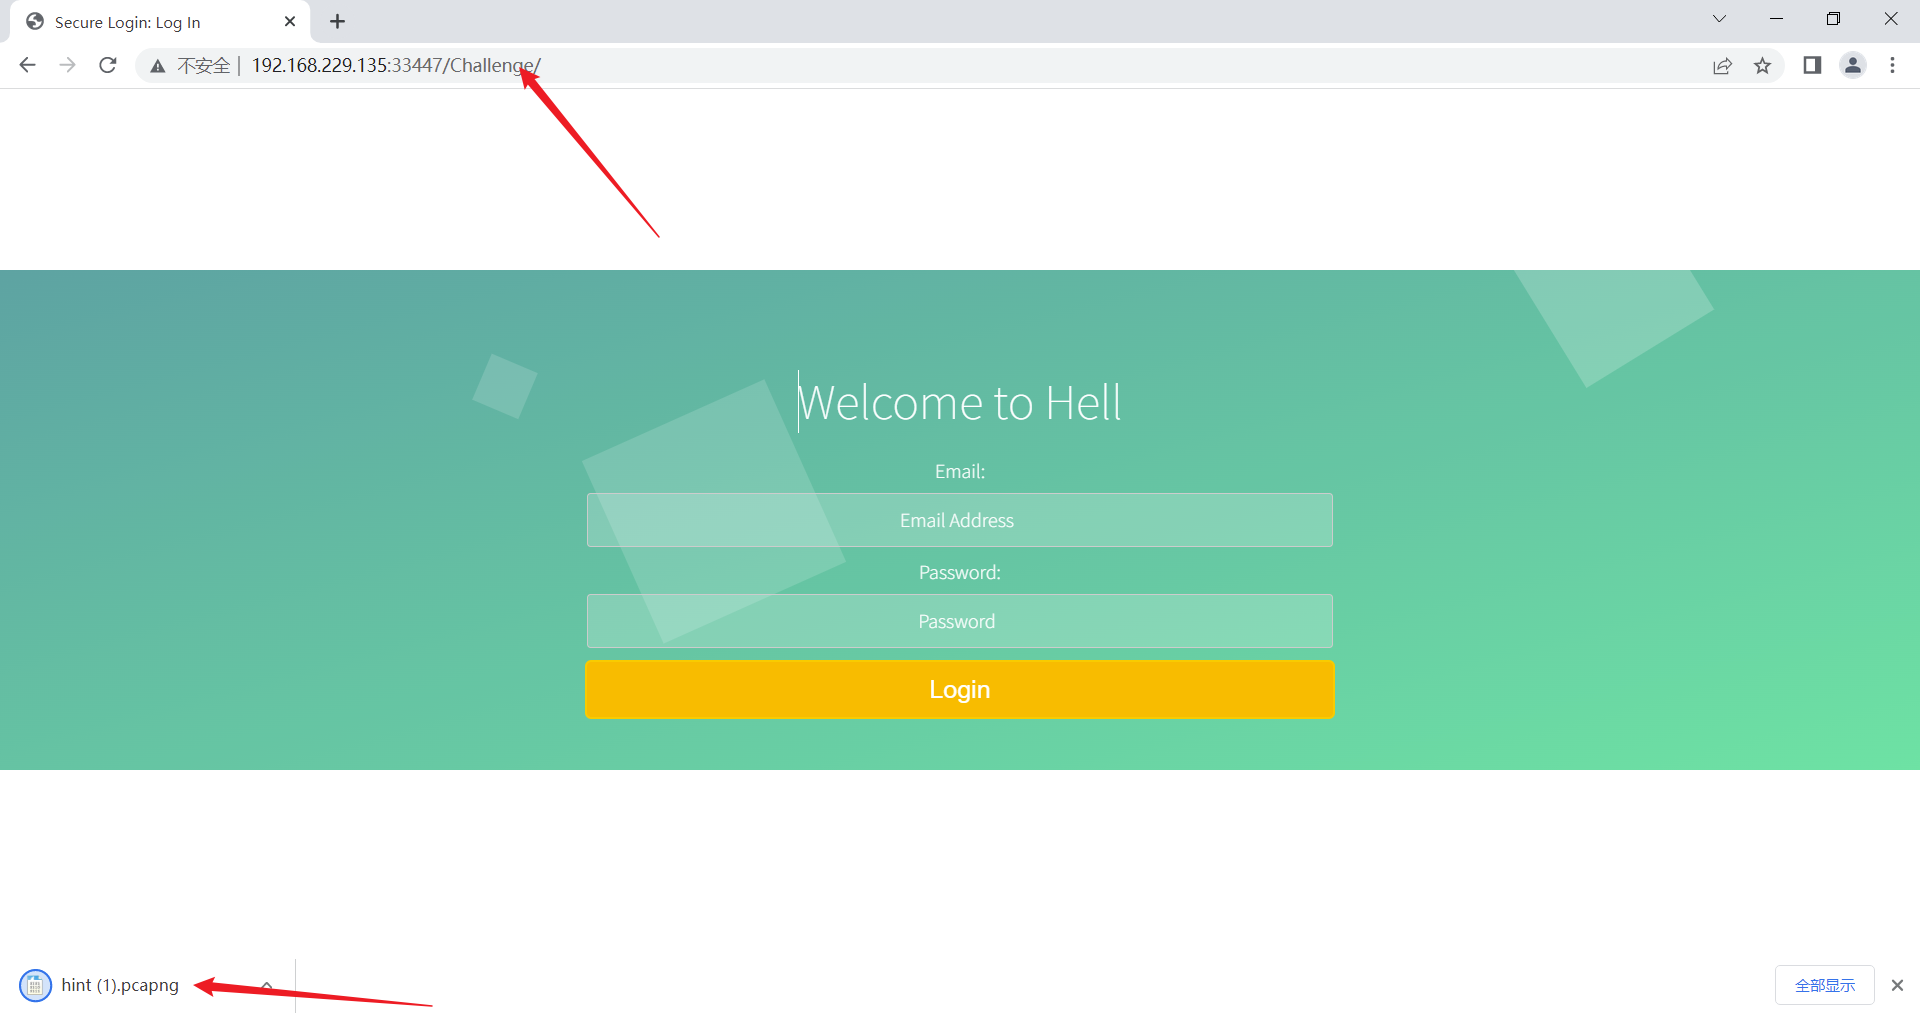 Secure Login: Log In
不安全 | 192.168.229.135:33447/Challenge/
Welcome to Hell
Email:
Email Address
Password:
Password
Login
hint (1).pcapng
全部显示